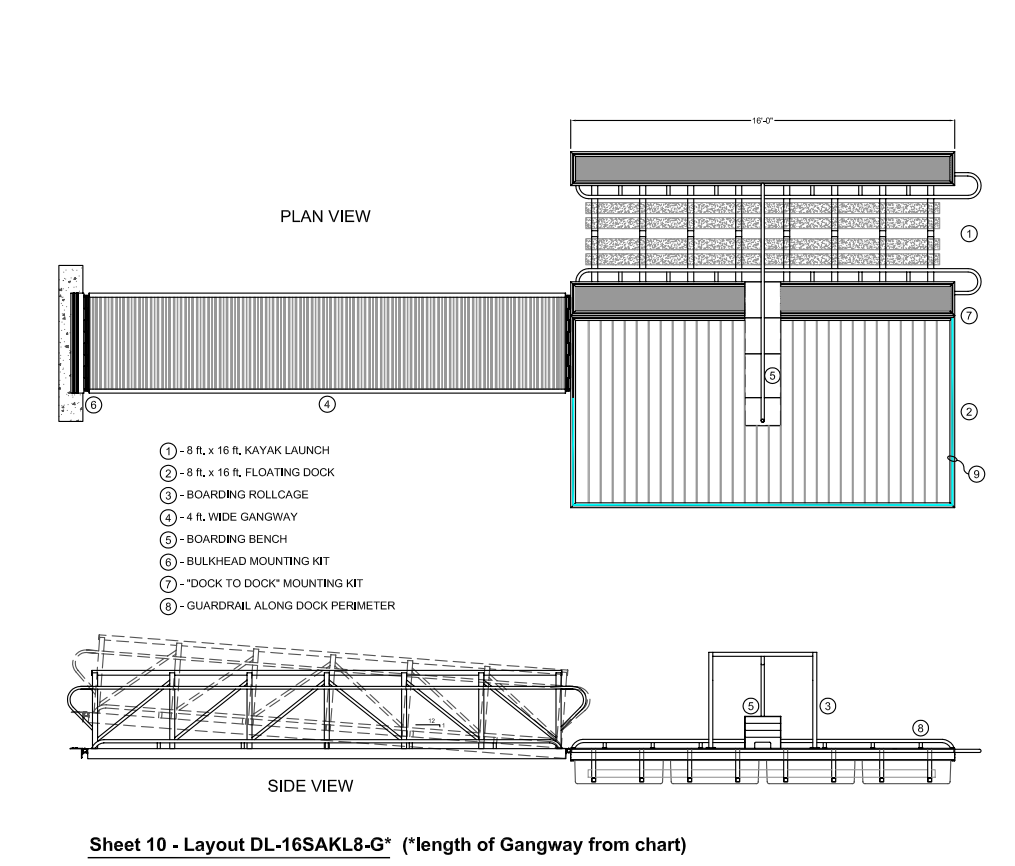 16'-0"
PLAN VIEW
1
7
5
2
6
4
9
1 - 8 ft. x 16 ft. KAYAK LAUNCH
2 - 8 ft. x 16 ft. FLOATING DOCK
3 - BOARDING ROLLCAGE
4 - 4 ft. WIDE GANGWAY
5 - BOARDING BENCH
6 - BULKHEAD MOUNTING KIT
7 - "DOCK TO DOCK" MOUNTING KIT
8 - GUARDRAIL ALONG DOCK PERIMETER
5
3
12
1
8
SIDE VIEW
Sheet 10 - Layout DL-16SAKL8-G* (*length of Gangway from chart)